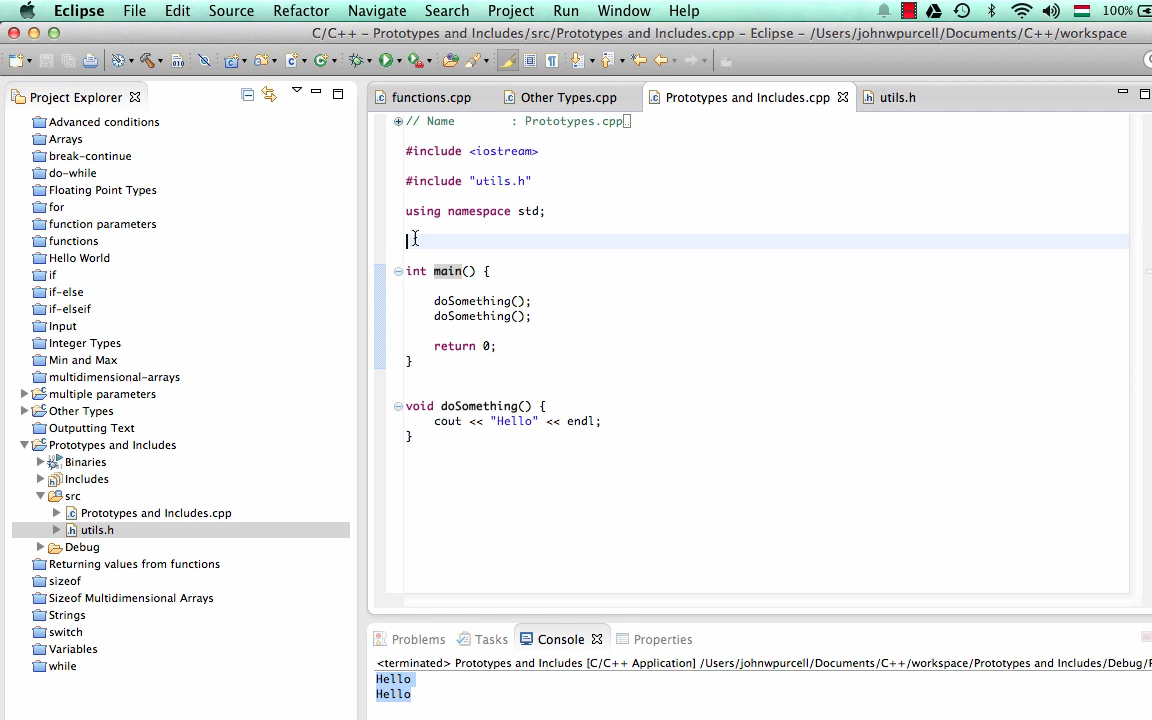 Eclipse File Edit Source Refactor Navigate Search Project Run Window Help 100%
C/C++ – Prototypes and Includes/src/Prototypes and Includes.cpp – Eclipse – /Users/johnwpurcell/Documents/C++/workspace
Project Explorer
Advanced conditions
Arrays
break-continue
do-while
Floating Point Types
for
function parameters
functions
Hello World
if
if-else
if-elseif
Input
Integer Types
Min and Max
multidimensional-arrays
multiple parameters
Other Types
Outputting Text
Prototypes and Includes
Binaries
Includes
src
Prototypes and Includes.cpp
utils.h
Debug
Returning values from functions
sizeof
Sizeof Multidimensional Arrays
Strings
switch
Variables
while
functions.cpp Other Types.cpp Prototypes and Includes.cpp utils.h
// Name : Prototypes.cpp
#include <iostream>
#include "utils.h"
using namespace std;
int main() {
doSomething();
doSomething();
return 0;
}
void doSomething() {
cout << "Hello" << endl;
}
Problems Tasks Console Properties
<terminated> Prototypes and Includes [C/C++ Application] /Users/johnwpurcell/Documents/C++/workspace/Prototypes and Includes/Debug/
Hello
Hello